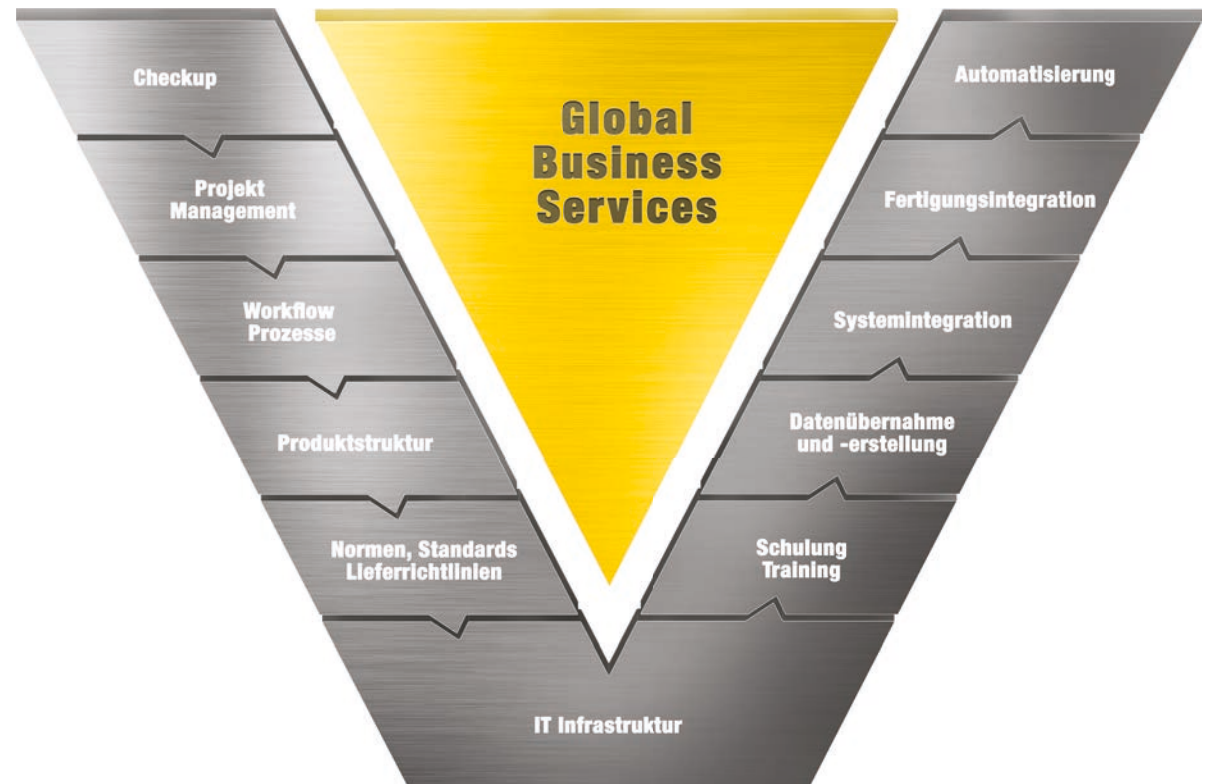 Checkup
Projekt
Management
Workflow
Prozesse
Produktstruktur
Normen, Standards
Lieferrichtlinien
IT Infrastruktur
Global
Business
Services
Automatisierung
Fertigungsintegration
Systemintegration
Datenübernahme
und -erstellung
Schulung
Training